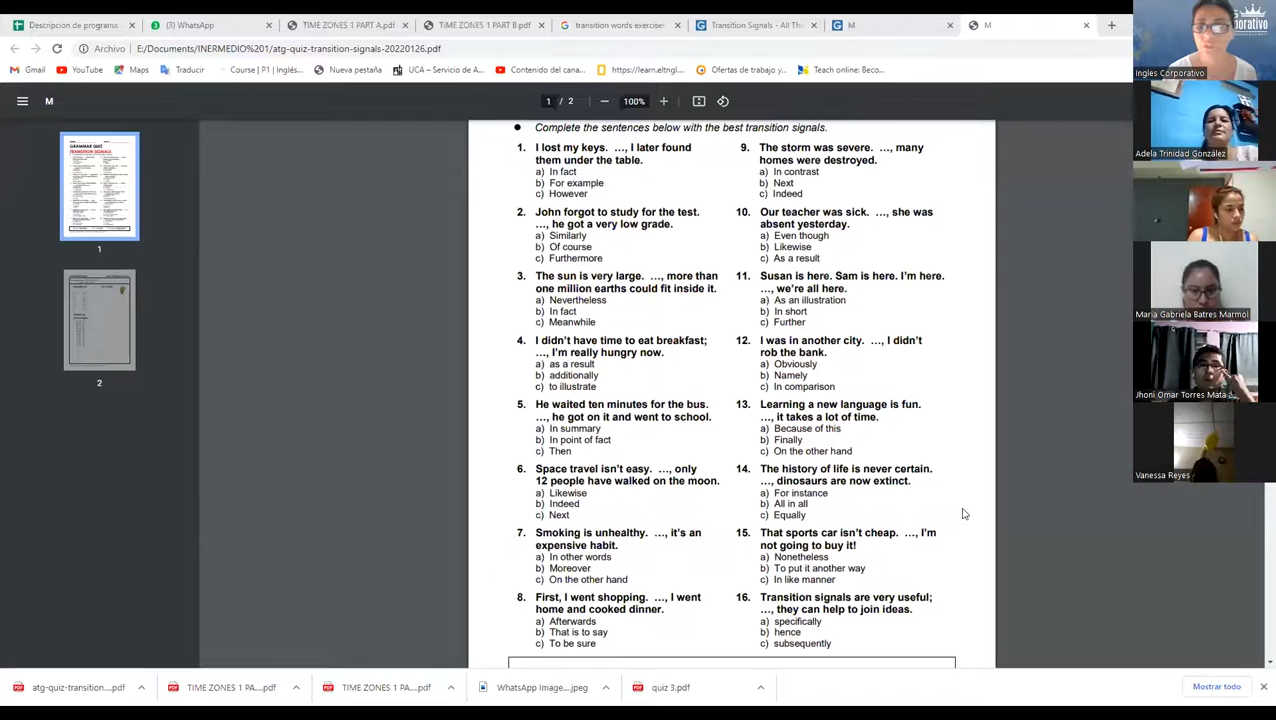 Descripcion de programa
(3) WhatsApp
TIME ZONES 1 PART A.pdf
TIME ZONES 1 PART B.pdf
transition words exercises
Transition Signals - All Thi
M
M
Archivo
E:/Documents/INERMEDIO%201/atg-quiz-transition-signals-20220126.pdf
Gmail
YouTube
Maps
Traducir
Course | P1 | Inglés...
Nueva pestaña
UCA – Servicio de A...
Contenido del cana...
https://learn.eltngl...
Ofertas de trabajo y...
Teach online: Beco...
M
1 / 2
100%
1
2
Complete the sentences below with the best transition signals.
1. I lost my keys. …, I later found
them under the table.
a) In fact
b) For example
c) However
2. John forgot to study for the test.
…, he got a very low grade.
a) Similarly
b) Of course
c) Furthermore
3. The sun is very large. …, more than
one million earths could fit inside it.
a) Nevertheless
b) In fact
c) Meanwhile
4. I didn't have time to eat breakfast;
…, I'm really hungry now.
a) as a result
b) additionally
c) to illustrate
5. He waited ten minutes for the bus.
…, he got on it and went to school.
a) In summary
b) In point of fact
c) Then
6. Space travel isn't easy. …, only
12 people have walked on the moon.
a) Likewise
b) Indeed
c) Next
7. Smoking is unhealthy. …, it's an
expensive habit.
a) In other words
b) Moreover
c) On the other hand
8. First, I went shopping. …, I went
home and cooked dinner.
a) Afterwards
b) That is to say
c) To be sure
9. The storm was severe. …, many
homes were destroyed.
a) In contrast
b) Next
c) Indeed
10. Our teacher was sick. …, she was
absent yesterday.
a) Even though
b) Likewise
c) As a result
11. Susan is here. Sam is here. I'm here.
…, we're all here.
a) As an illustration
b) In short
c) Further
12. I was in another city. …, I didn't
rob the bank.
a) Obviously
b) Namely
c) In comparison
13. Learning a new language is fun.
…, it takes a lot of time.
a) Because of this
b) Finally
c) On the other hand
14. The history of life is never certain.
…, dinosaurs are now extinct.
a) For instance
b) All in all
c) Equally
15. That sports car isn't cheap. …, I'm
not going to buy it!
a) Nonetheless
b) To put it another way
c) In like manner
16. Transition signals are very useful;
…, they can help to join ideas.
a) specifically
b) hence
c) subsequently
Ingles Corporativo
Adela Trinidad González
Maria Gabriela Batres Marmol
Jhoni Omar Torres Mata
Vanessa Reyes
atg-quiz-transition....pdf
TIME ZONES 1 PA....pdf
TIME ZONES 1 PA....pdf
WhatsApp Image....jpeg
quiz 3.pdf
Mostrar todo